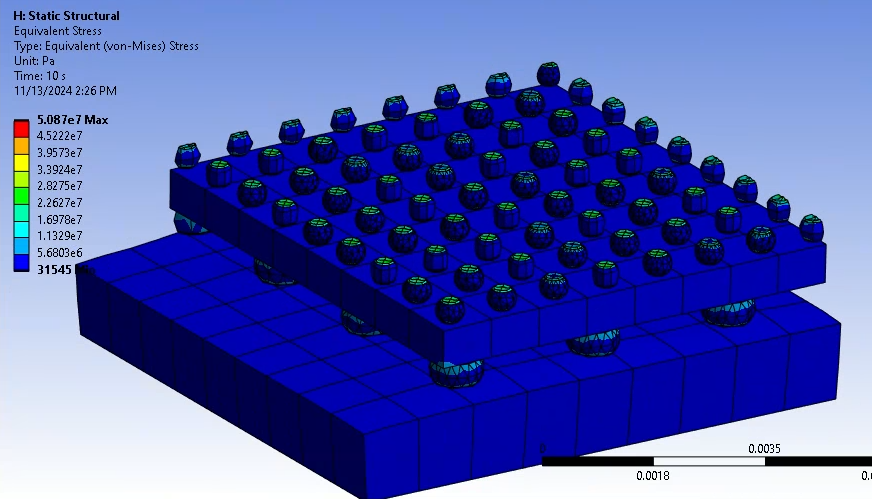 H: Static Structural
Equivalent Stress
Type: Equivalent (von-Mises) Stress
Unit: Pa
Time: 10 s
11/13/2024 2:26 PM
5.087e7 Max
4.5222e7
3.9573e7
3.3924e7
2.8275e7
2.2627e7
1.6978e7
1.1329e7
5.6803e6
31545
0
0.0035
0.0018